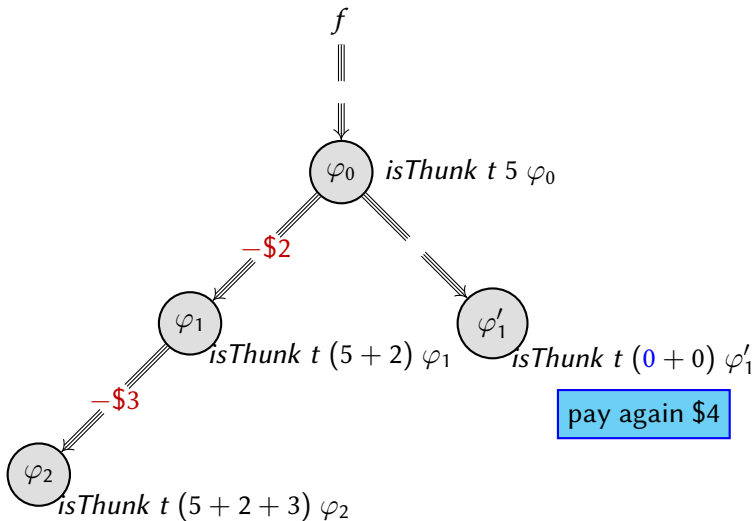 f
φ₀ isThunk t 5 φ₀
−$2
φ₁ φ′₁
isThunk t (5 + 2) φ₁ isThunk t (0 + 0) φ′₁
−$3 pay again $4
φ₂
isThunk t (5 + 2 + 3) φ₂